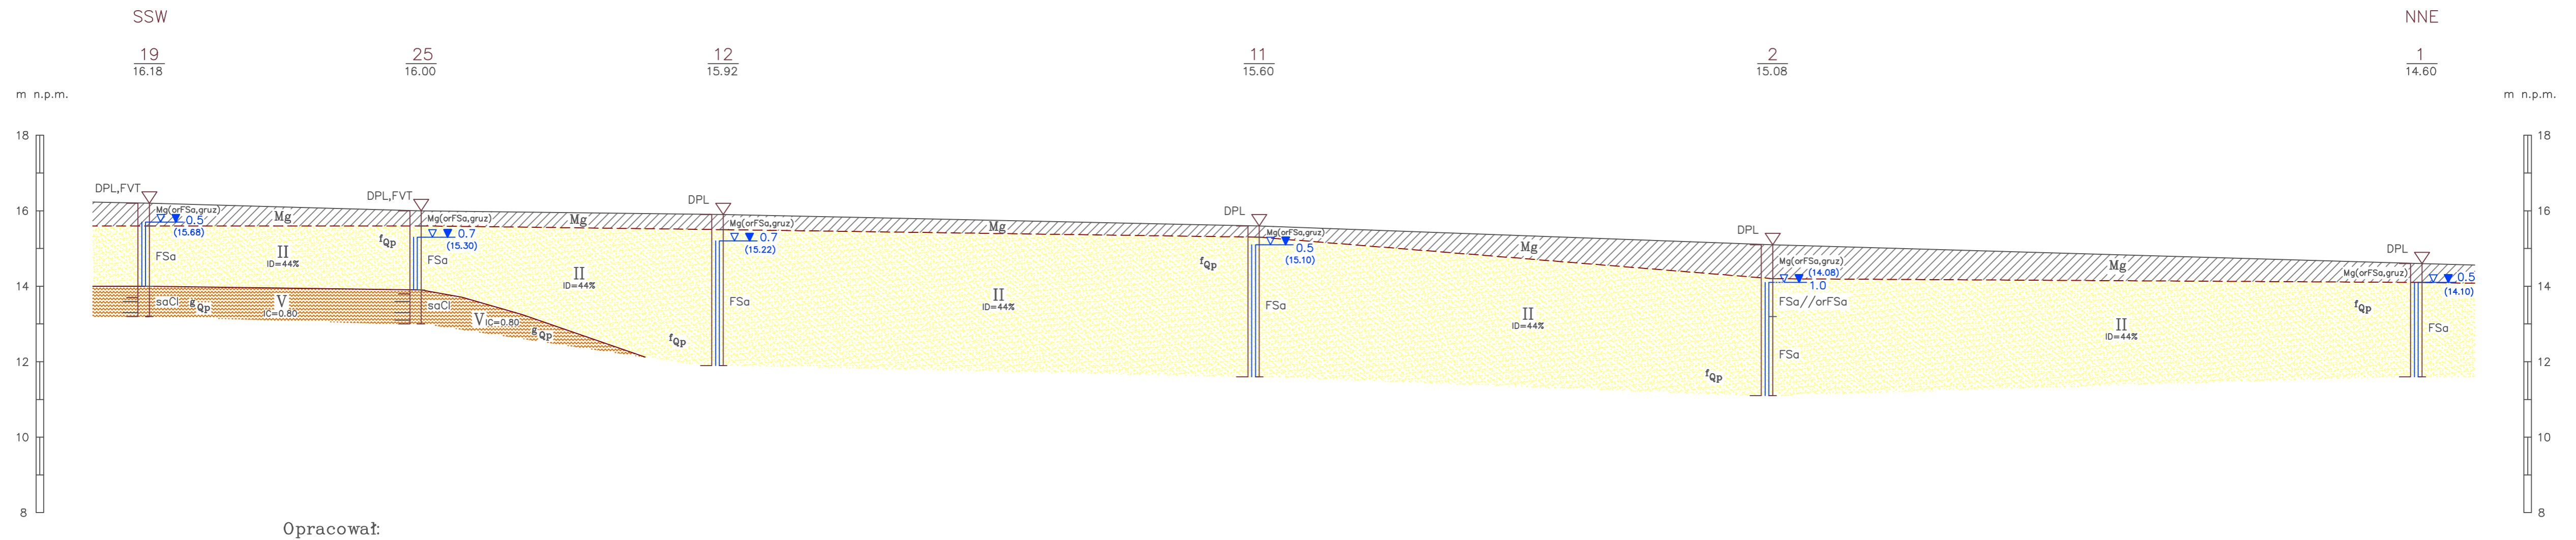 SSW NNE
19 25 12 11 2 1
16.18 16.00 15.92 15.60 15.08 14.60
m n.p.m. m n.p.m.
18 18
DPL,FVT DPL,FVT DPL DPL DPL DPL
16 16
Mg(orFSa,gruz) Mg Mg(orFSa,gruz) Mg Mg(orFSa,gruz) Mg Mg(orFSa,gruz) Mg Mg(orFSa,gruz) Mg Mg(orFSa,gruz)
0.5 0.7 0.7 0.5 1.0 0.5
(15.68) (15.30) (15.22) (15.10) (14.08) (14.10)
FSa II fQp FSa II FSa II fQp FSa II FSa//orFSa II fQp FSa
ID=44% ID=44% ID=44% ID=44% ID=44%
14 14
saCl gQp V saCl V IC=0.80 gQp fQp fQp FSa
IC=0.80
12 12
10 10
8 8
Opracował: